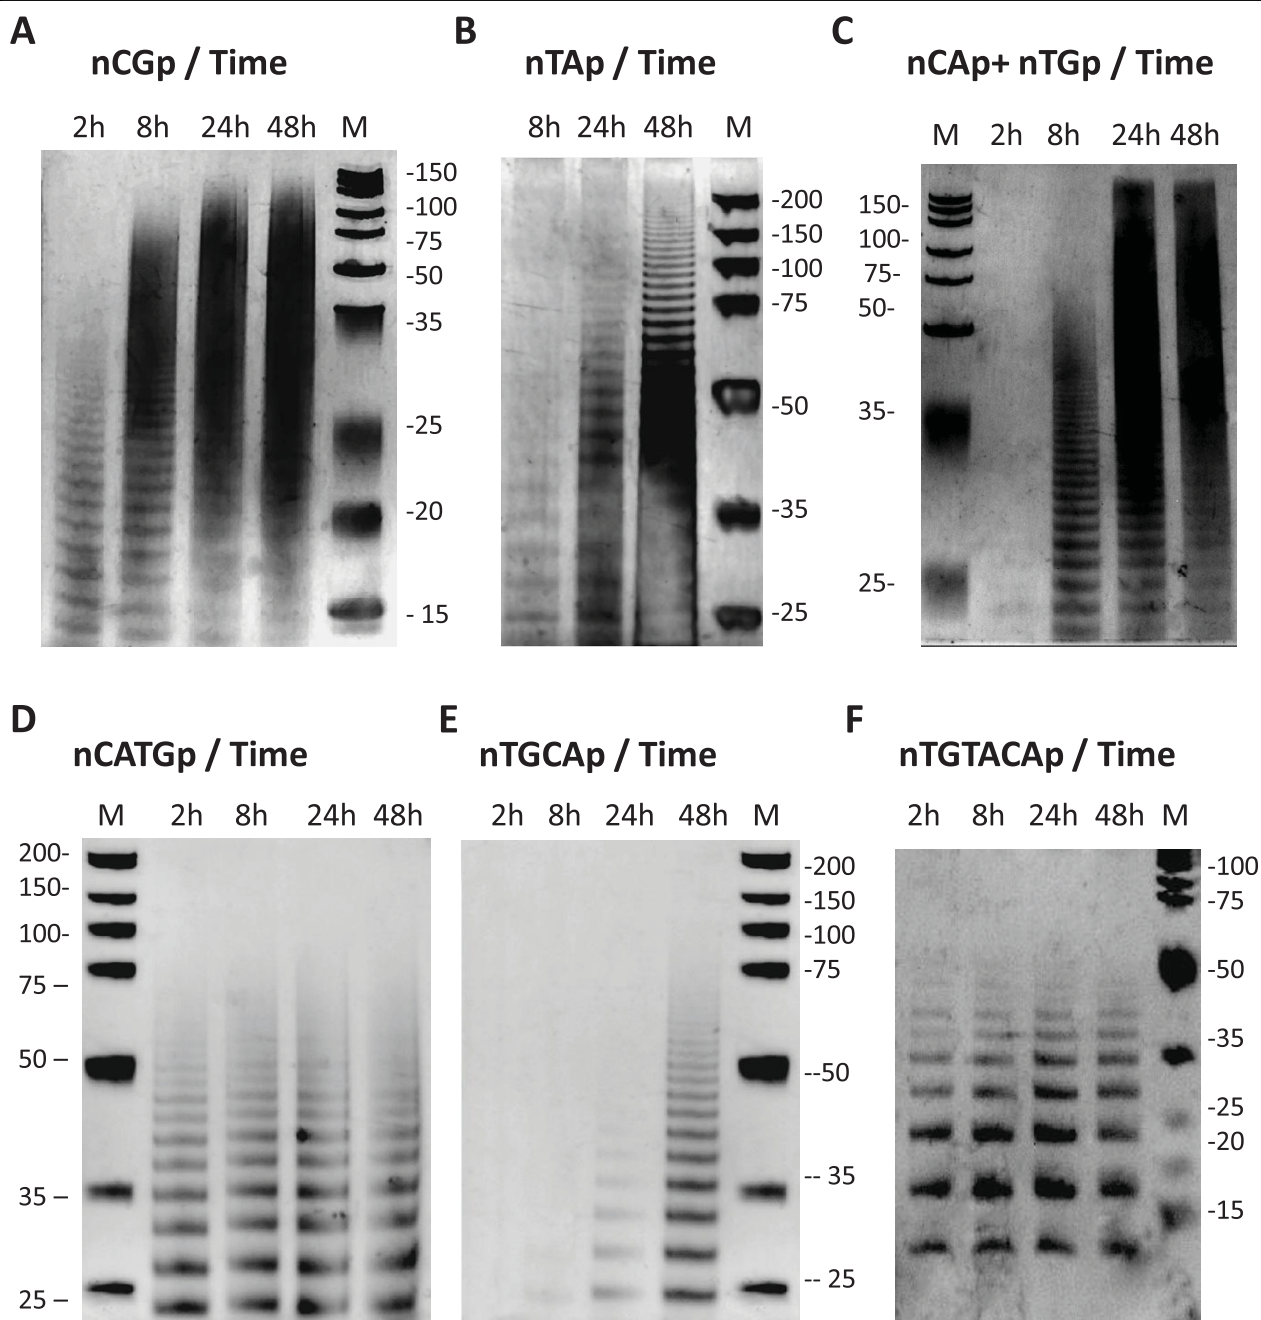 A
nCGp / Time
2h 8h 24h 48h M
-150
-100
-75
-50
-35
-25
-20
- 15
B
nTAp / Time
8h 24h 48h M
-200
-150
-100
-75
-50
-35
-25
C
nCAp+ nTGp / Time
M 2h 8h 24h 48h
150-
100-
75-
50-
35-
25-
D
nCATGp / Time
M 2h 8h 24h 48h
200-
150-
100-
75 –
50 –
35 –
25 –
E
nTGCAp / Time
2h 8h 24h 48h M
-200
-150
-100
-75
--50
-- 35
-- 25
F
nTGTACAp / Time
2h 8h 24h 48h M
-100
-75
-50
-35
-25
-20
-15